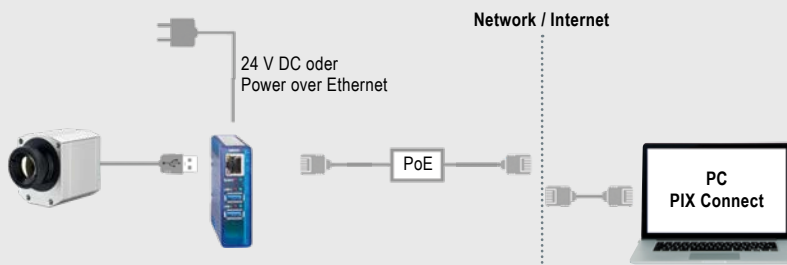 Network / Internet
24 V DC oder
Power over Ethernet
PoE
PC
PIX Connect